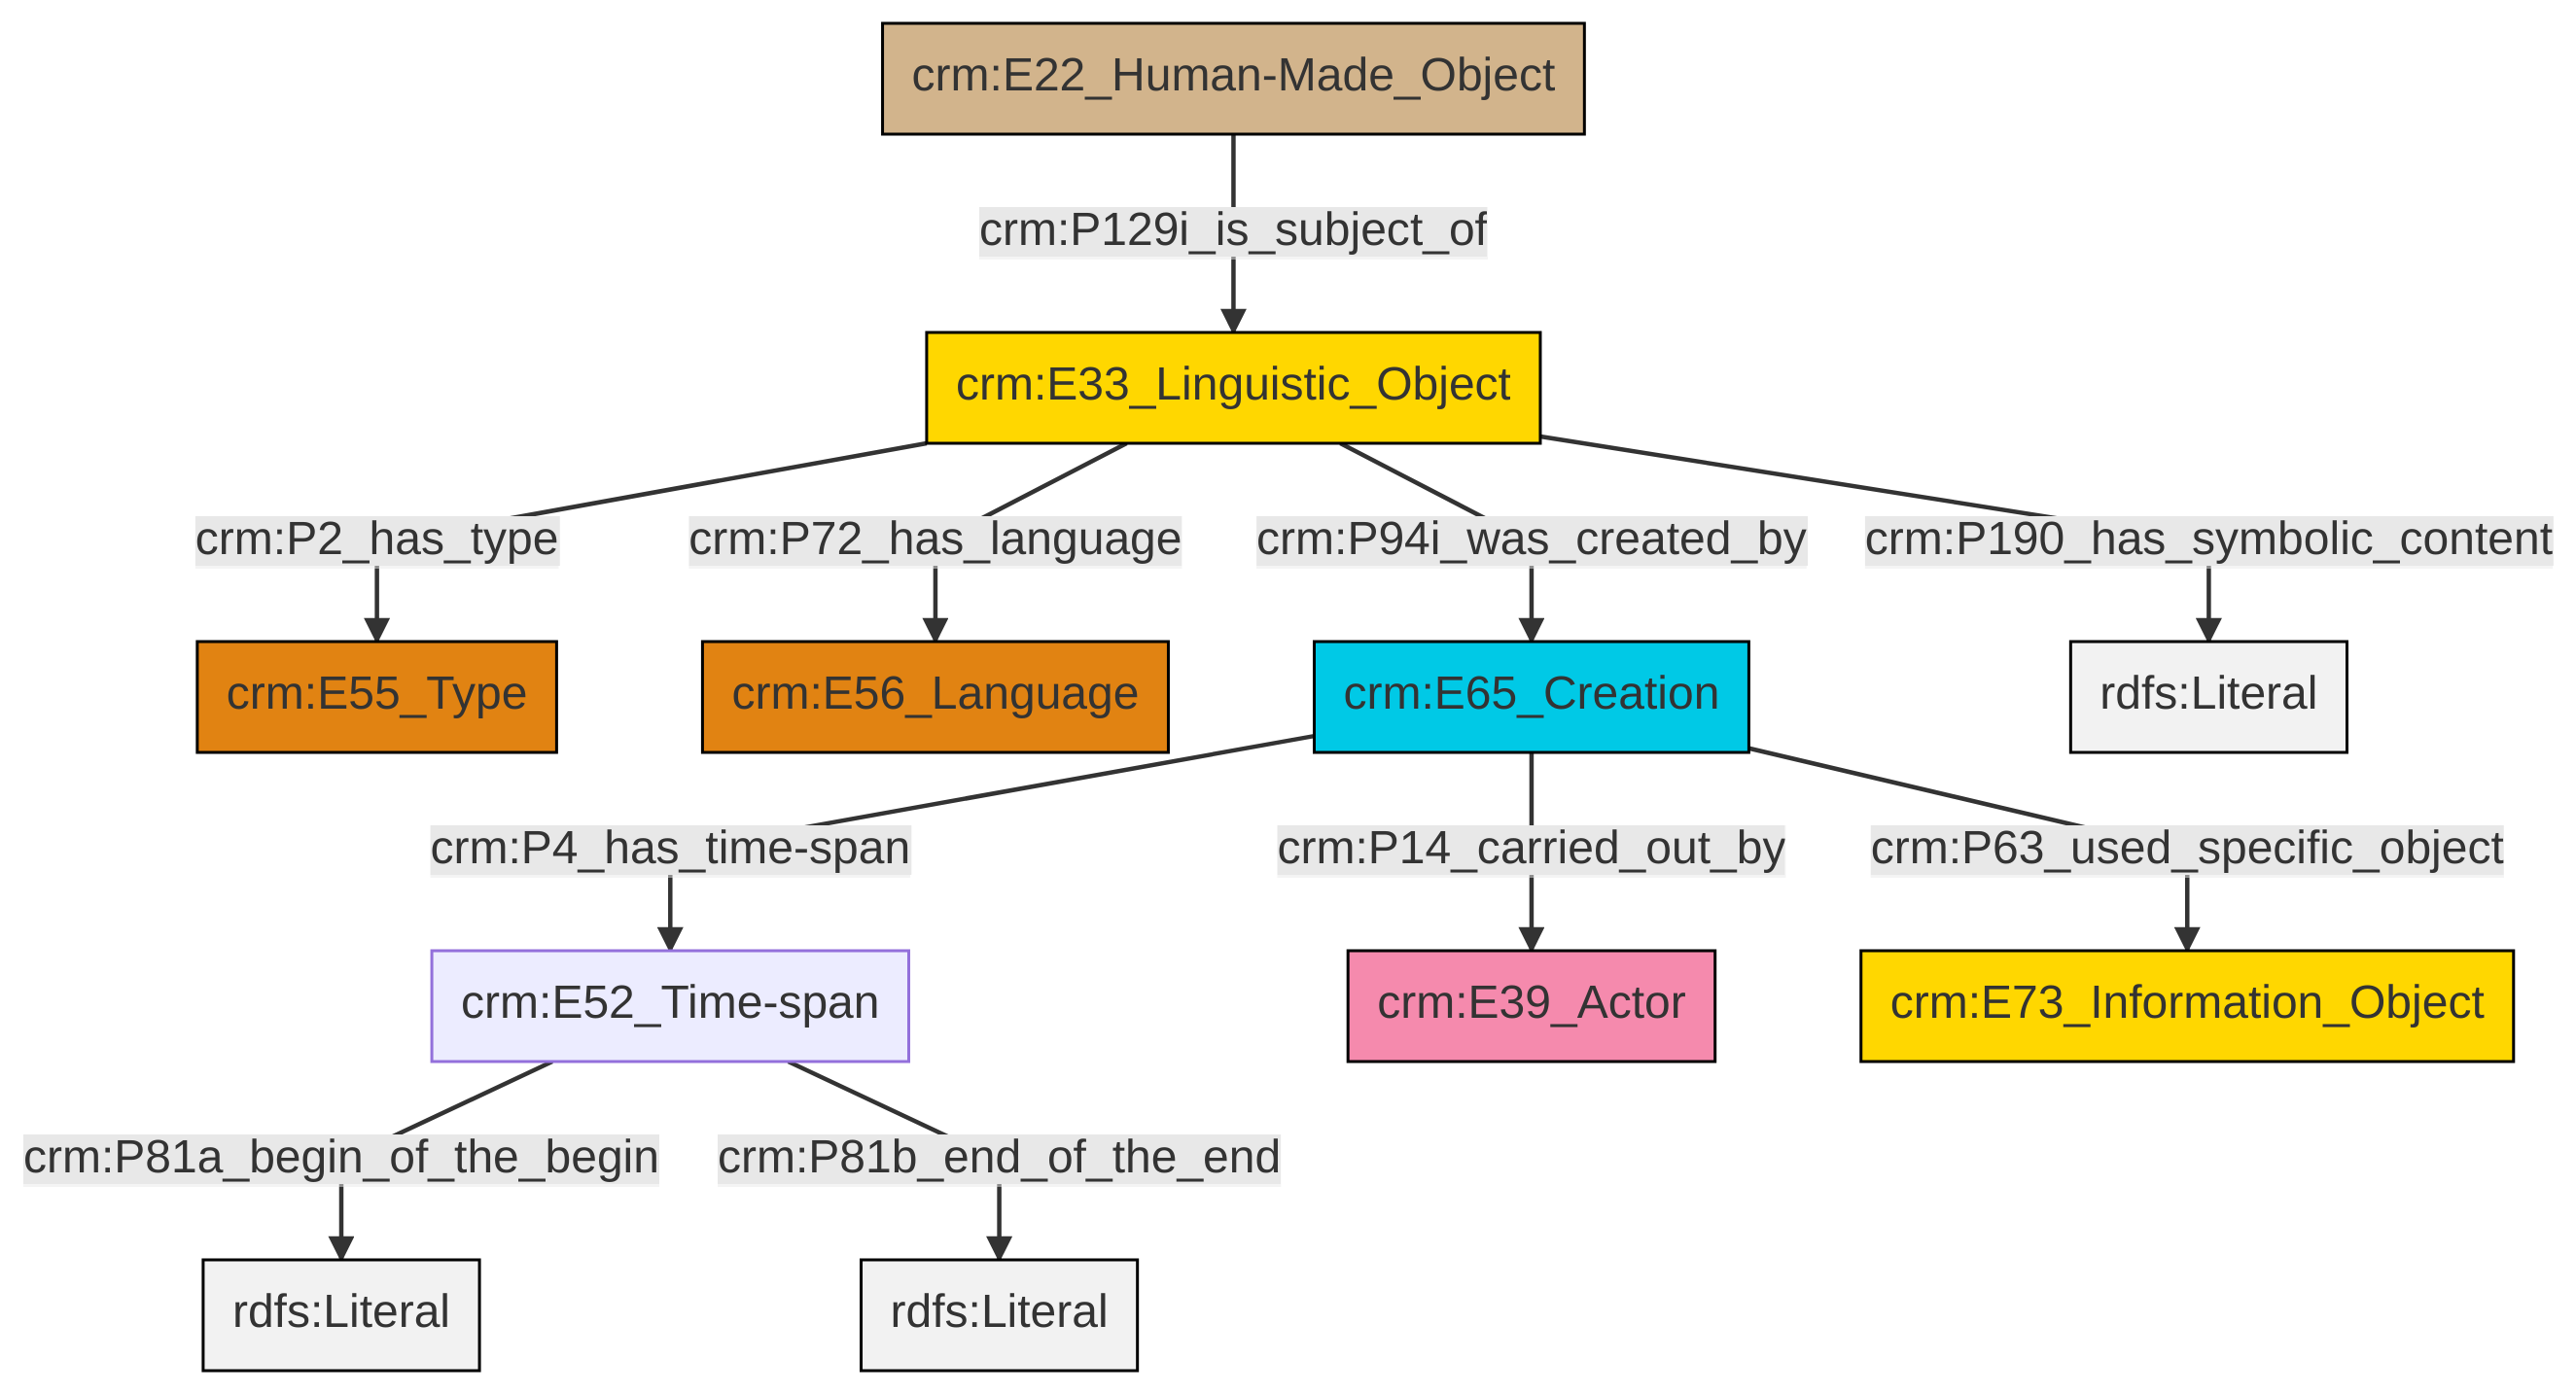 crm:E22_Human-Made_Object
crm:P129i_is_subject_of
crm:E33_Linguistic_Object
crm:P2_has_type
crm:P72_has_language
crm:P94i_was_created_by
crm:P190_has_symbolic_content
crm:E55_Type
crm:E56_Language
crm:E65_Creation
rdfs:Literal
crm:P4_has_time-span
crm:P14_carried_out_by
crm:P63_used_specific_object
crm:E52_Time-span
crm:E39_Actor
crm:E73_Information_Object
crm:P81a_begin_of_the_begin
crm:P81b_end_of_the_end
rdfs:Literal
rdfs:Literal